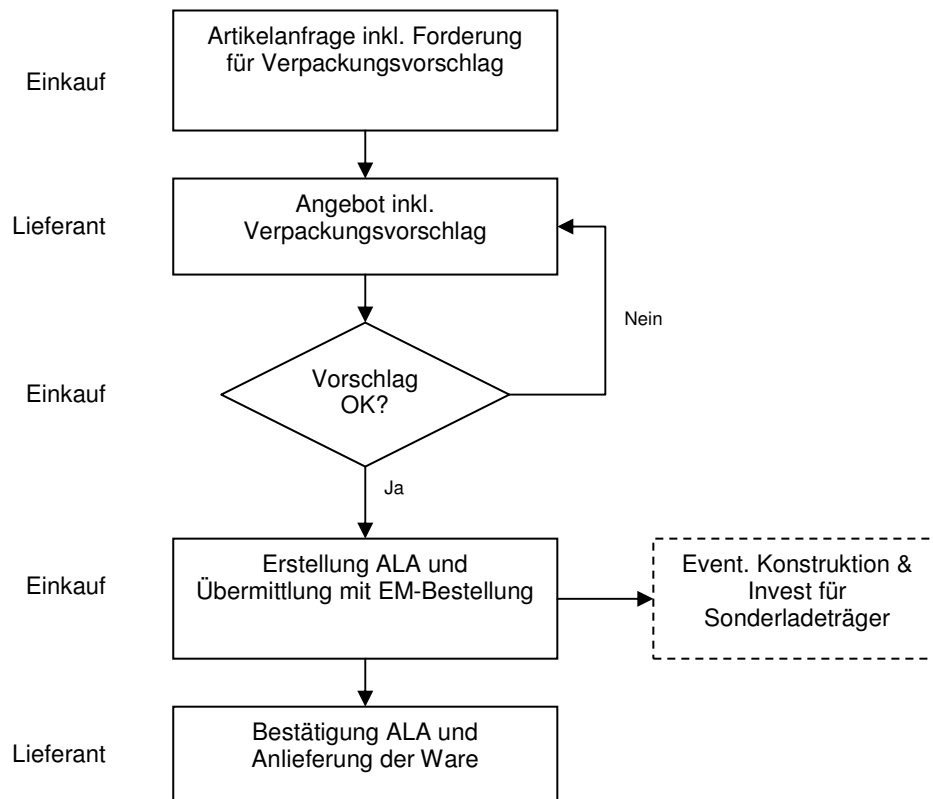 Artikelanfrage inkl. Forderung
für Verpackungsvorschlag
Einkauf
Angebot inkl.
Verpackungsvorschlag
Lieferant
Nein
Vorschlag
OK?
Einkauf
Ja
Erstellung ALA und
Übermittlung mit EM-Bestellung
Einkauf
Event. Konstruktion &
Invest für
Sonderladeträger
Bestätigung ALA und
Anlieferung der Ware
Lieferant